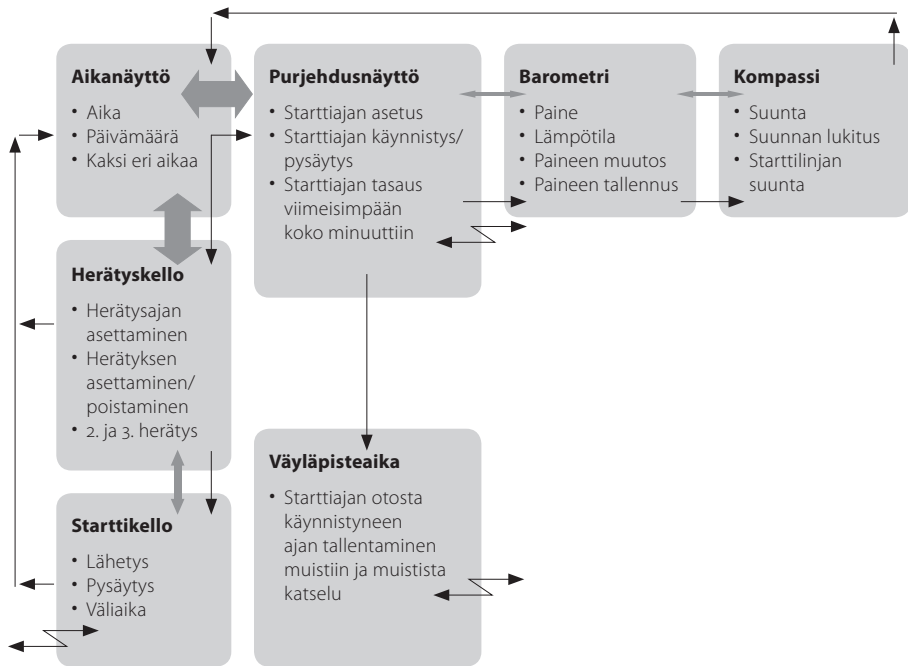 Aikanäyttö
• Aika
• Päivämäärä
• Kaksi eri aikaa
Purjehdusnäyttö
• Starttiajan asetus
• Starttiajan käynnistys/
pysäytys
• Starttiajan tasaus
viimeisimpään
koko minuuttiin
Barometri
• Paine
• Lämpötila
• Paineen muutos
• Paineen tallennus
Kompassi
• Suunta
• Suunnan lukitus
• Starttilinjan
suunta
Herätyskello
• Herätysajan
asettaminen
• Herätyksen
asettaminen/
poistaminen
• 2. ja 3. herätys
Väyläpisteaika
• Starttiajan otosta
käynnistyneen
ajan tallentaminen
muistiin ja muistista
katselu
Starttikello
• Lähetys
• Pysäytys
• Väliaika